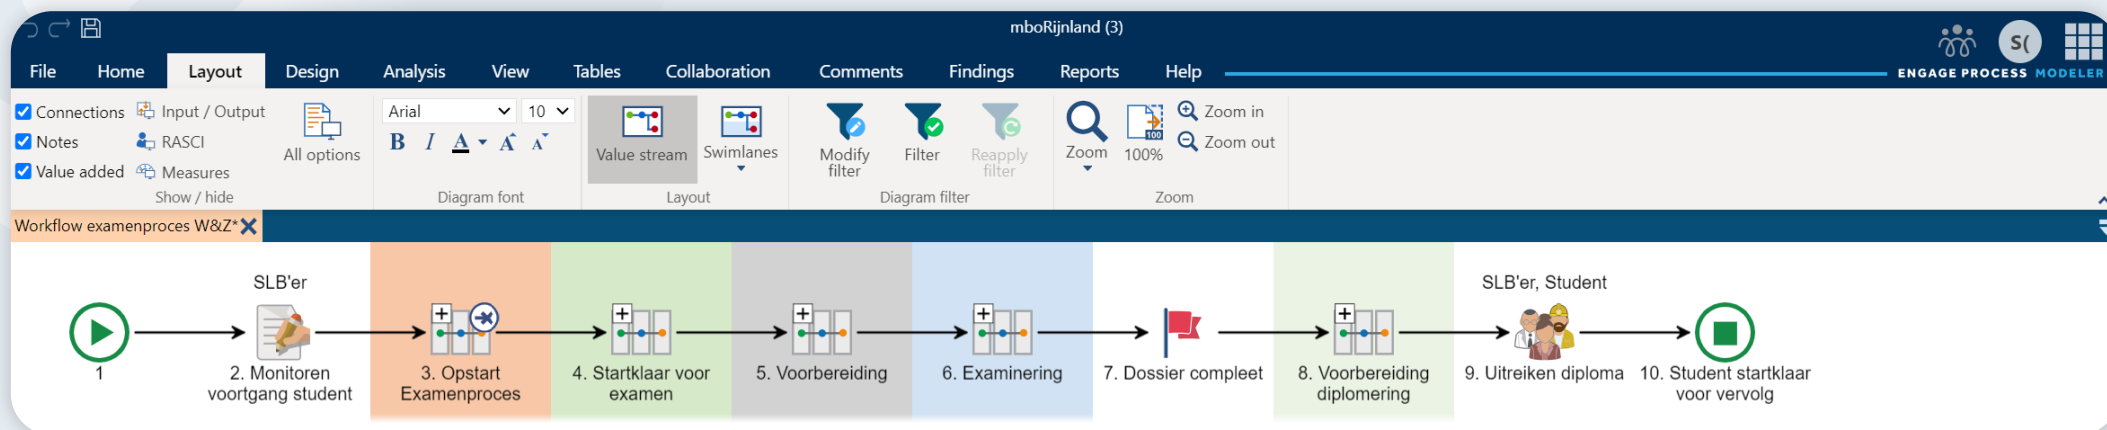 mboRijnland (3)
S(
ENGAGE PROCESS MODELER
File Home Layout Design Analysis View Tables Collaboration Comments Findings Reports Help
Connections Input / Output
Notes RASCI
Value added Measures
Show / hide
All options
Arial 10
B I A A A
Diagram font
Value stream Swimlanes
Layout
Modify filter
Filter
Reapply filter
Diagram filter
Zoom
100
100%
Zoom in
Zoom out
Zoom
Workflow examenproces W&Z*
1
SLB'er
2. Monitoren
voortgang student
3. Opstart
Examenproces
4. Startklaar voor
examen
5. Voorbereiding
6. Examinering
7. Dossier compleet
8. Voorbereiding
diplomering
SLB'er, Student
9. Uitreiken diploma
10. Student startklaar
voor vervolg